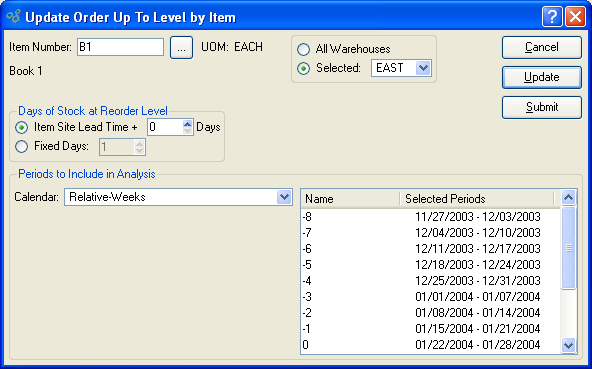 Update Order Up To Level by Item
Item Number: B1 ... UOM: EACH
Book 1
All Warehouses
Selected: EAST
Cancel
Update
Submit
Days of Stock at Reorder Level
Item Site Lead Time + 0 Days
Fixed Days: 1
Periods to Include in Analysis
Calendar: Relative-Weeks
Name Selected Periods
-8 11/27/2003 - 12/03/2003
-7 12/04/2003 - 12/10/2003
-6 12/11/2003 - 12/17/2003
-5 12/18/2003 - 12/24/2003
-4 12/25/2003 - 12/31/2003
-3 01/01/2004 - 01/07/2004
-2 01/08/2004 - 01/14/2004
-1 01/15/2004 - 01/21/2004
0 01/22/2004 - 01/28/2004